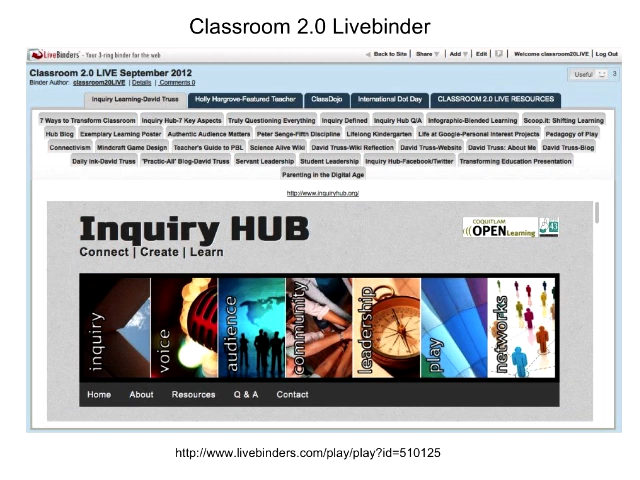 Classroom 2.0 Livebinder
LiveBinders - Your 3-ring binder for the web
Back to Site | Share | Add | Edit | Welcome classroom20LIVE | Log Out
Classroom 2.0 LIVE September 2012
Useful 3
Binder Author: classroom20LIVE | Details | Comments 0
Inquiry Learning-David Truss Holly Hargrove-Featured Teacher ClassDojo International Dot Day CLASSROOM 2.0 LIVE RESOURCES
7 Ways to Transform Classroom Inquiry Hub-7 Key Aspects Truly Questioning Everything Inquiry Defined Inquiry Hub Q/A Infographic-Blended Learning Scoop.It: Shifting Learning
Hub Blog Exemplary Learning Poster Authentic Audience Matters Peter Senge-Fifth Discipline Lifelong Kindergarten Life at Google-Personal Interest Projects Pedagogy of Play
Connectivism Mindcraft Game Design Teacher's Guide to PBL Science Alive Wiki David Truss-Wiki Reflection David Truss-Website David Truss: About Me David Truss-Blog
Daily Ink-David Truss 'Practic-All' Blog-David Truss Servant Leadership Student Leadership Inquiry Hub-Facebook/Twitter Transforming Education Presentation
Parenting in the Digital Age
http://www.inquiryhub.org/
Inquiry HUB
COQUITLAM
OPEN Learning
43
Connect | Create | Learn
inquiry
voice
audience
community
leadership
play
networks
Home About Resources Q & A Contact
http://www.livebinders.com/play/play?id=510125